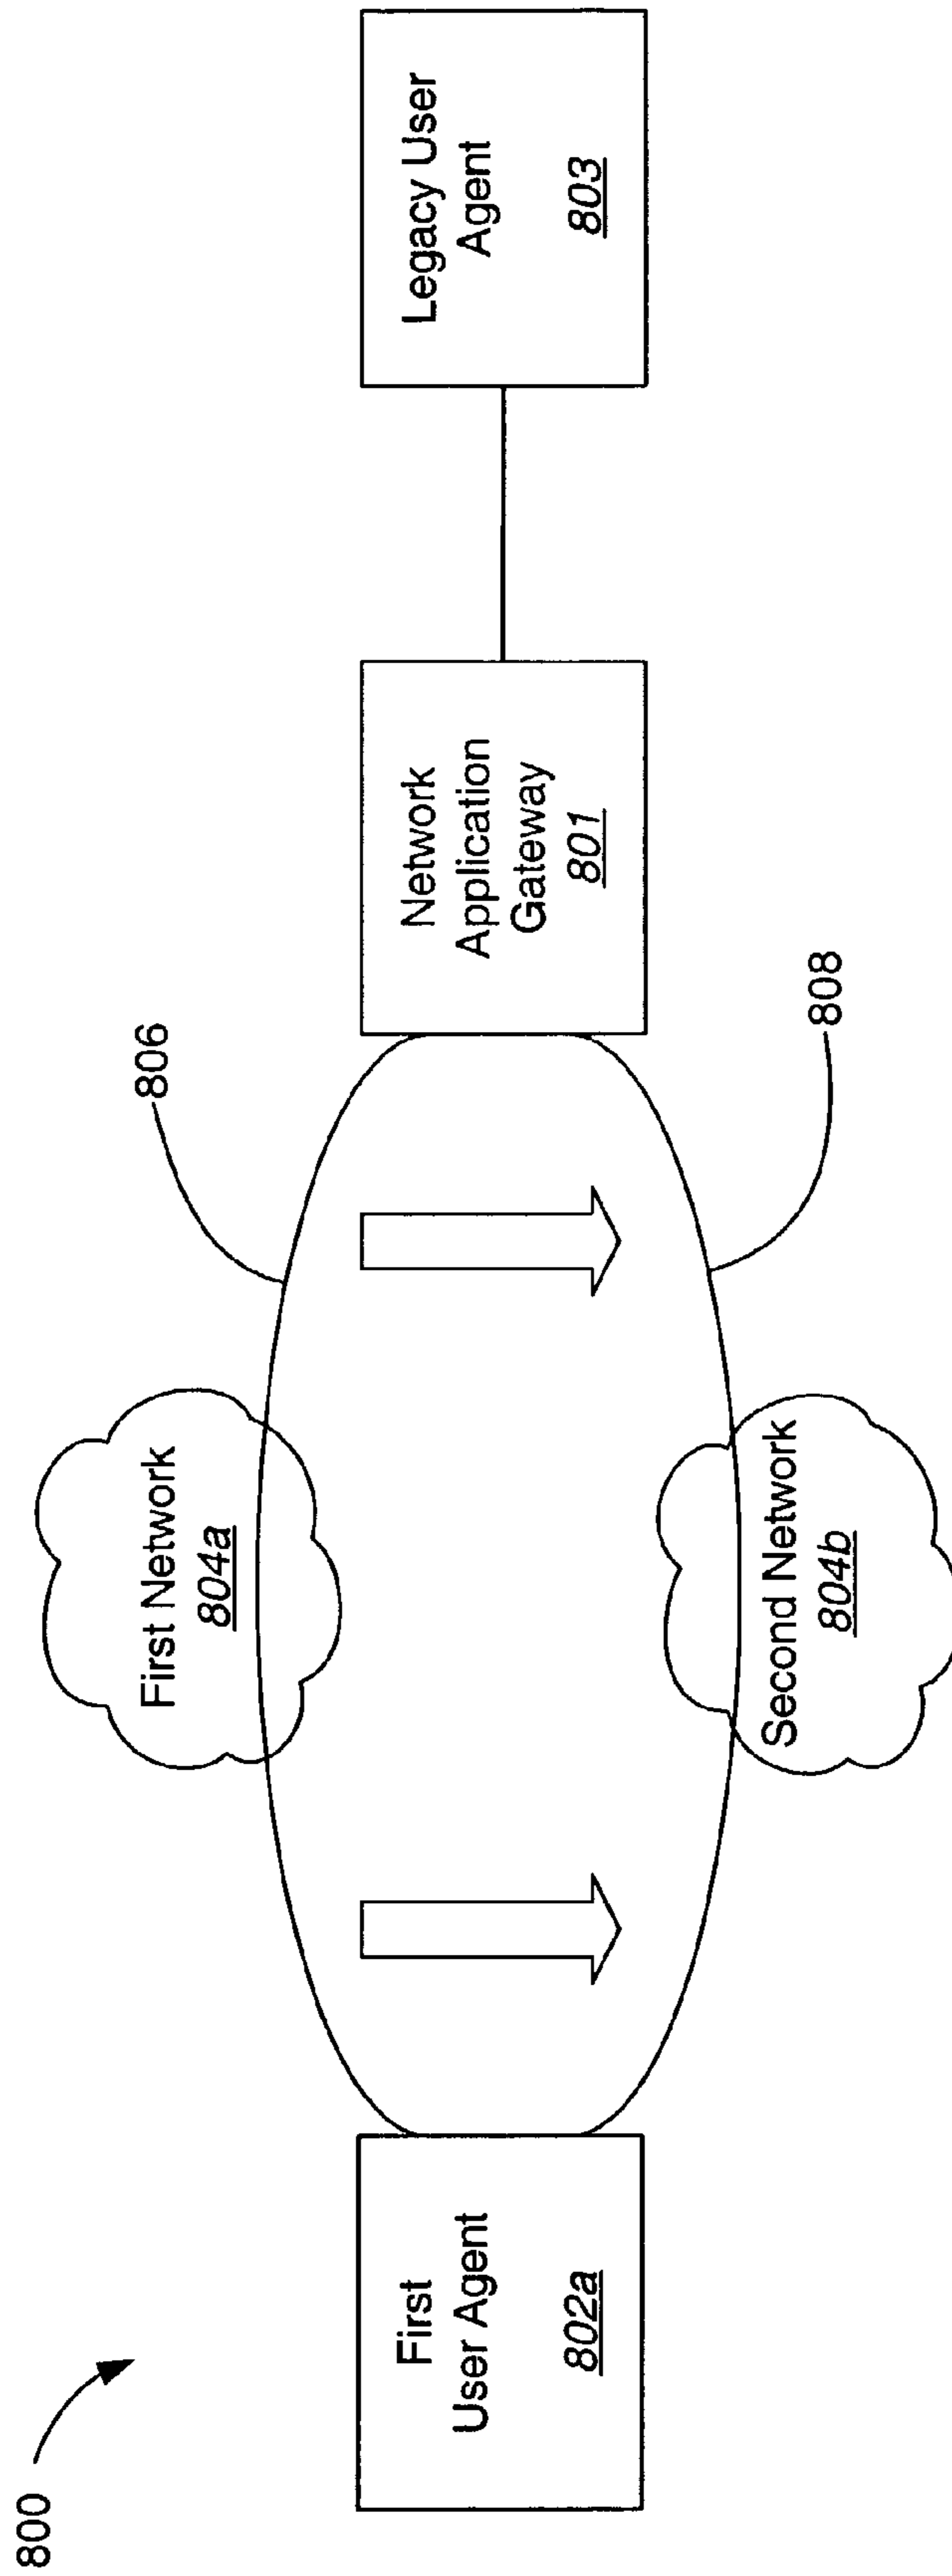 800
First Network
804a
806
First
User Agent
802a
Network
Application
Gateway
801
Legacy User
Agent
803
Second Network
804b
808